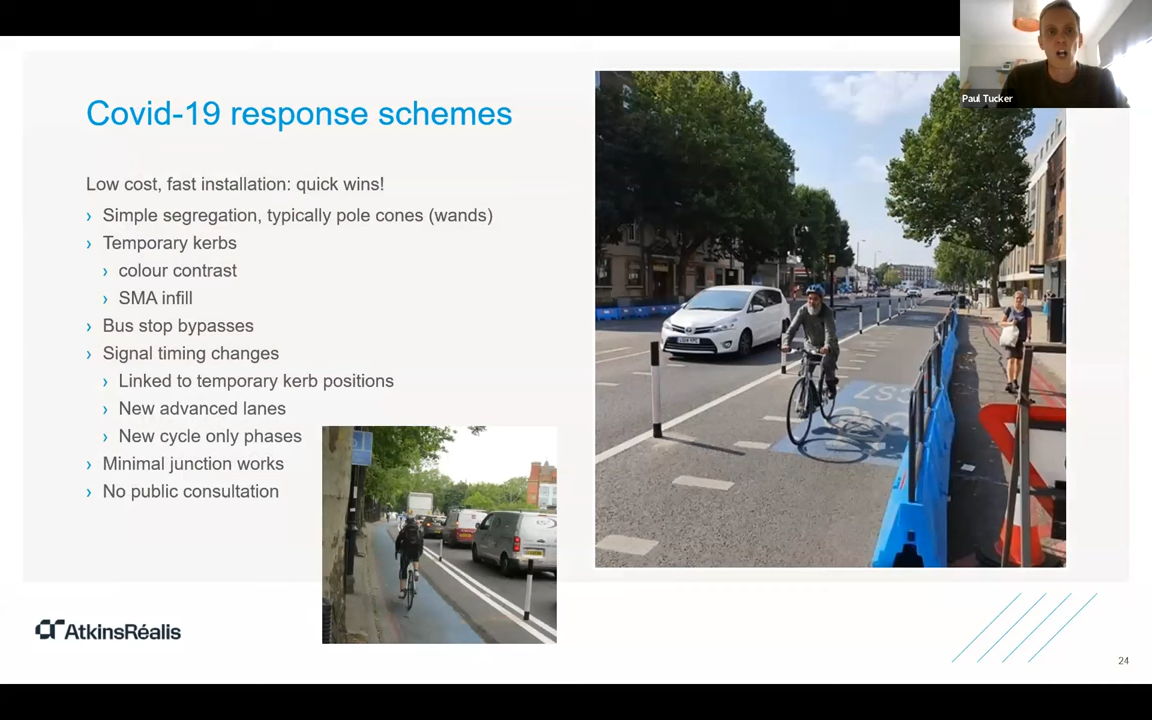 Paul Tucker
Covid-19 response schemes
Low cost, fast installation: quick wins!
› Simple segregation, typically pole cones (wands)
› Temporary kerbs
› colour contrast
› SMA infill
› Bus stop bypasses
› Signal timing changes
› Linked to temporary kerb positions
› New advanced lanes
› New cycle only phases
› Minimal junction works
› No public consultation
CS7
AtkinsRéalis
24